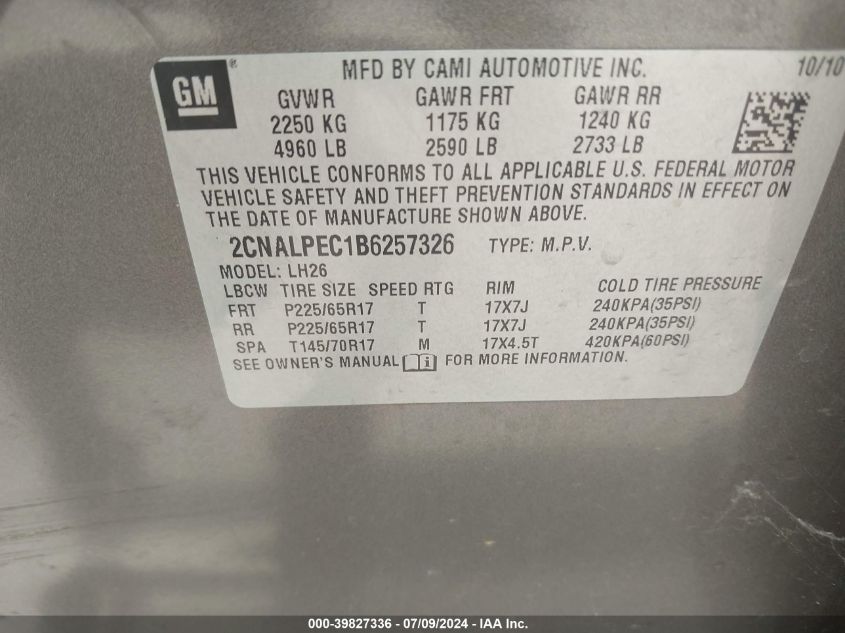 GM ® MFD BY CAMI AUTOMOTIVE INC. 10/10
GVWR GAWR FRT GAWR RR
2250 KG 1175 KG 1240 KG
4960 LB 2590 LB 2733 LB
THIS VEHICLE CONFORMS TO ALL APPLICABLE U.S. FEDERAL MOTOR
VEHICLE SAFETY AND THEFT PREVENTION STANDARDS IN EFFECT ON
THE DATE OF MANUFACTURE SHOWN ABOVE.
2CNALPEC1B6257326 TYPE: M.P.V.
MODEL: LH26
LBCW TIRE SIZE SPEED RTG RIM COLD TIRE PRESSURE
FRT P225/65R17 T 17X7J 240KPA(35PSI)
RR P225/65R17 T 17X7J 240KPA(35PSI)
SPA T145/70R17 M 17X4.5T 420KPA(60PSI)
SEE OWNER'S MANUAL i FOR MORE INFORMATION.
000-39827336 - 07/09/2024 - IAA Inc.